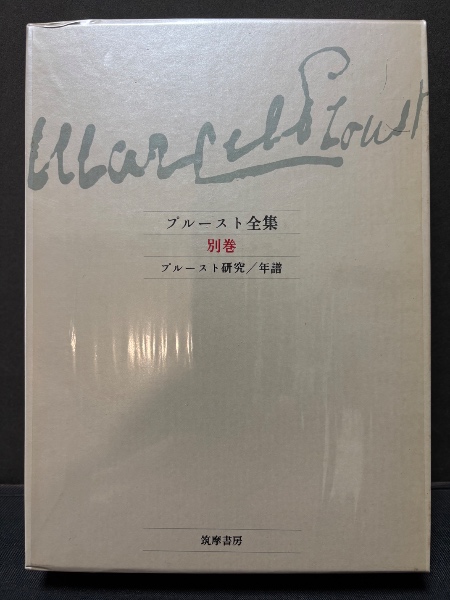 Marcel Proust
プルースト全集
別巻
プルースト研究／年譜
筑摩書房